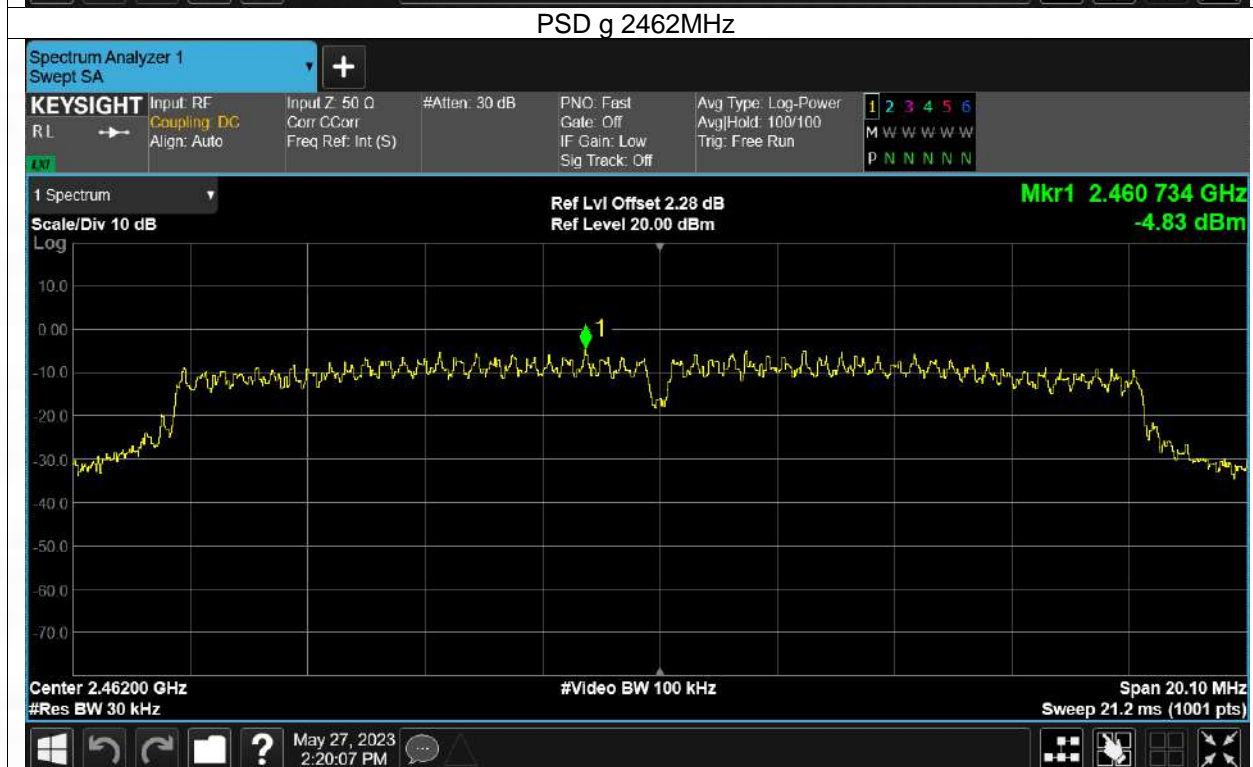 PSD g 2462MHz
Spectrum Analyzer 1
Swept SA
KEYSIGHT
RL
LXI
Input: RF
Coupling: DC
Align: Auto
Input Z: 50 Ω
Corr CCorr
Freq Ref: Int (S)
#Atten: 30 dB
PNO: Fast
Gate: Off
IF Gain: Low
Sig Track: Off
Avg Type: Log-Power
Avg|Hold: 100/100
Trig: Free Run
1 2 3 4 5 6
M W W W W W
P N N N N N
1 Spectrum
Scale/Div 10 dB
Ref Lvl Offset 2.28 dB
Ref Level 20.00 dBm
Mkr1 2.460 734 GHz
-4.83 dBm
Log
10.0
0.00
-10.0
-20.0
-30.0
-40.0
-50.0
-60.0
-70.0
1
Center 2.46200 GHz
#Res BW 30 kHz
#Video BW 100 kHz
Span 20.10 MHz
Sweep 21.2 ms (1001 pts)
?
May 27, 2023
2:20:07 PM